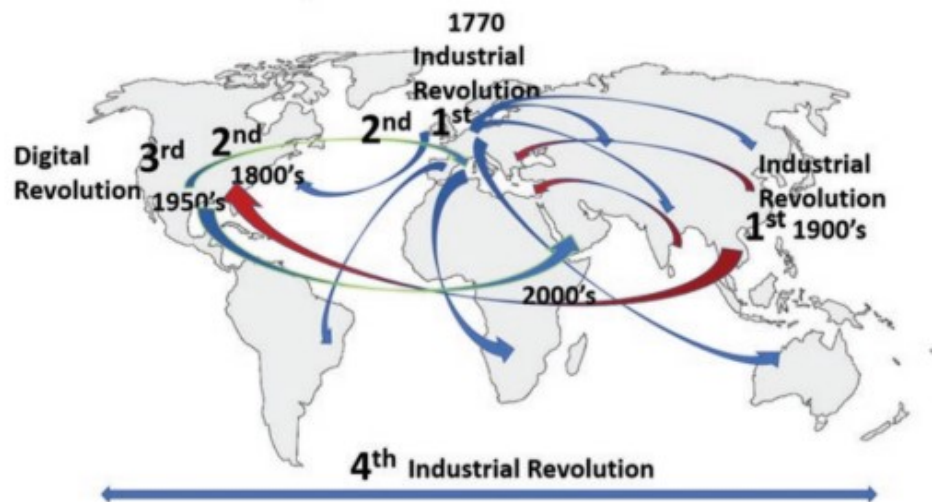 1770
Industrial
Revolution
2nd 1st
3rd 2nd
Digital
Revolution
1800's
1950's
Industrial
Revolution
1st 1900's
2000's
4th Industrial Revolution